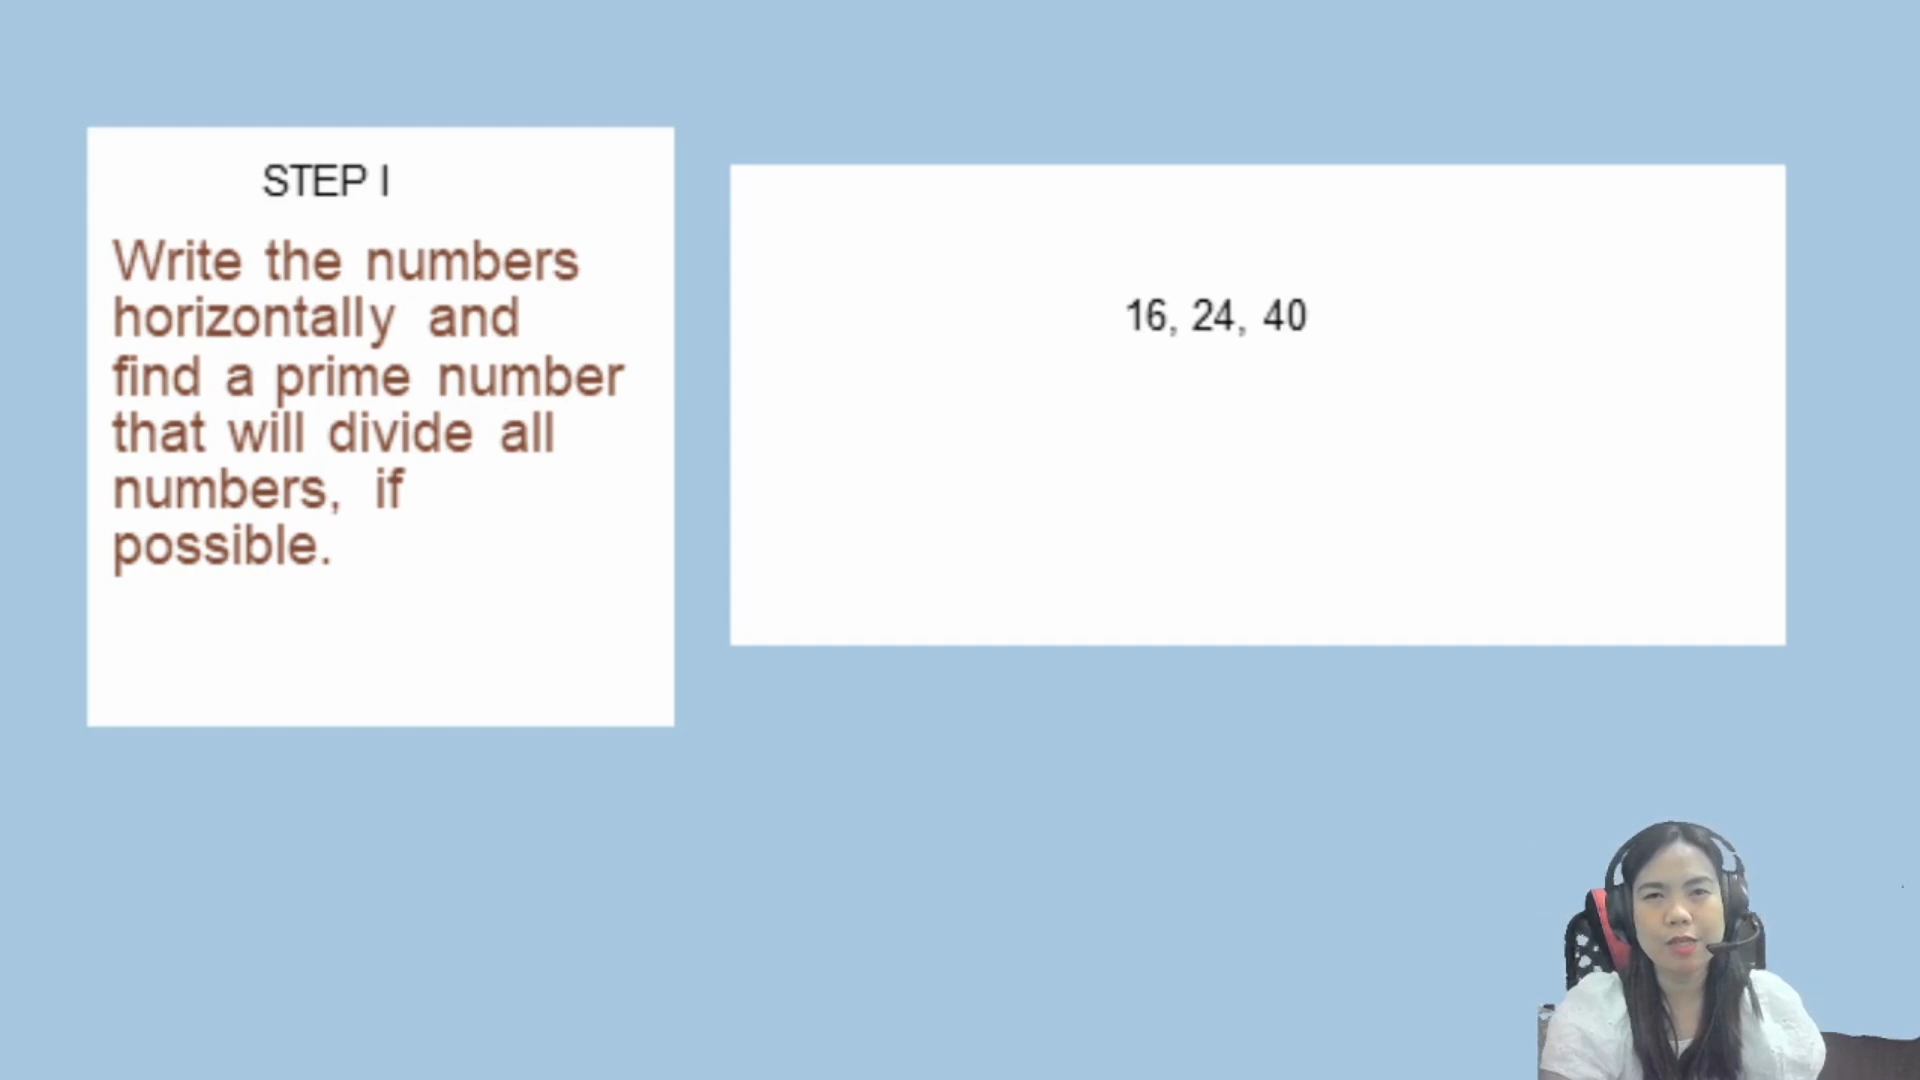 STEP I
Write the numbers
horizontally and
find a prime number
that will divide all
numbers, if
possible.
16, 24, 40